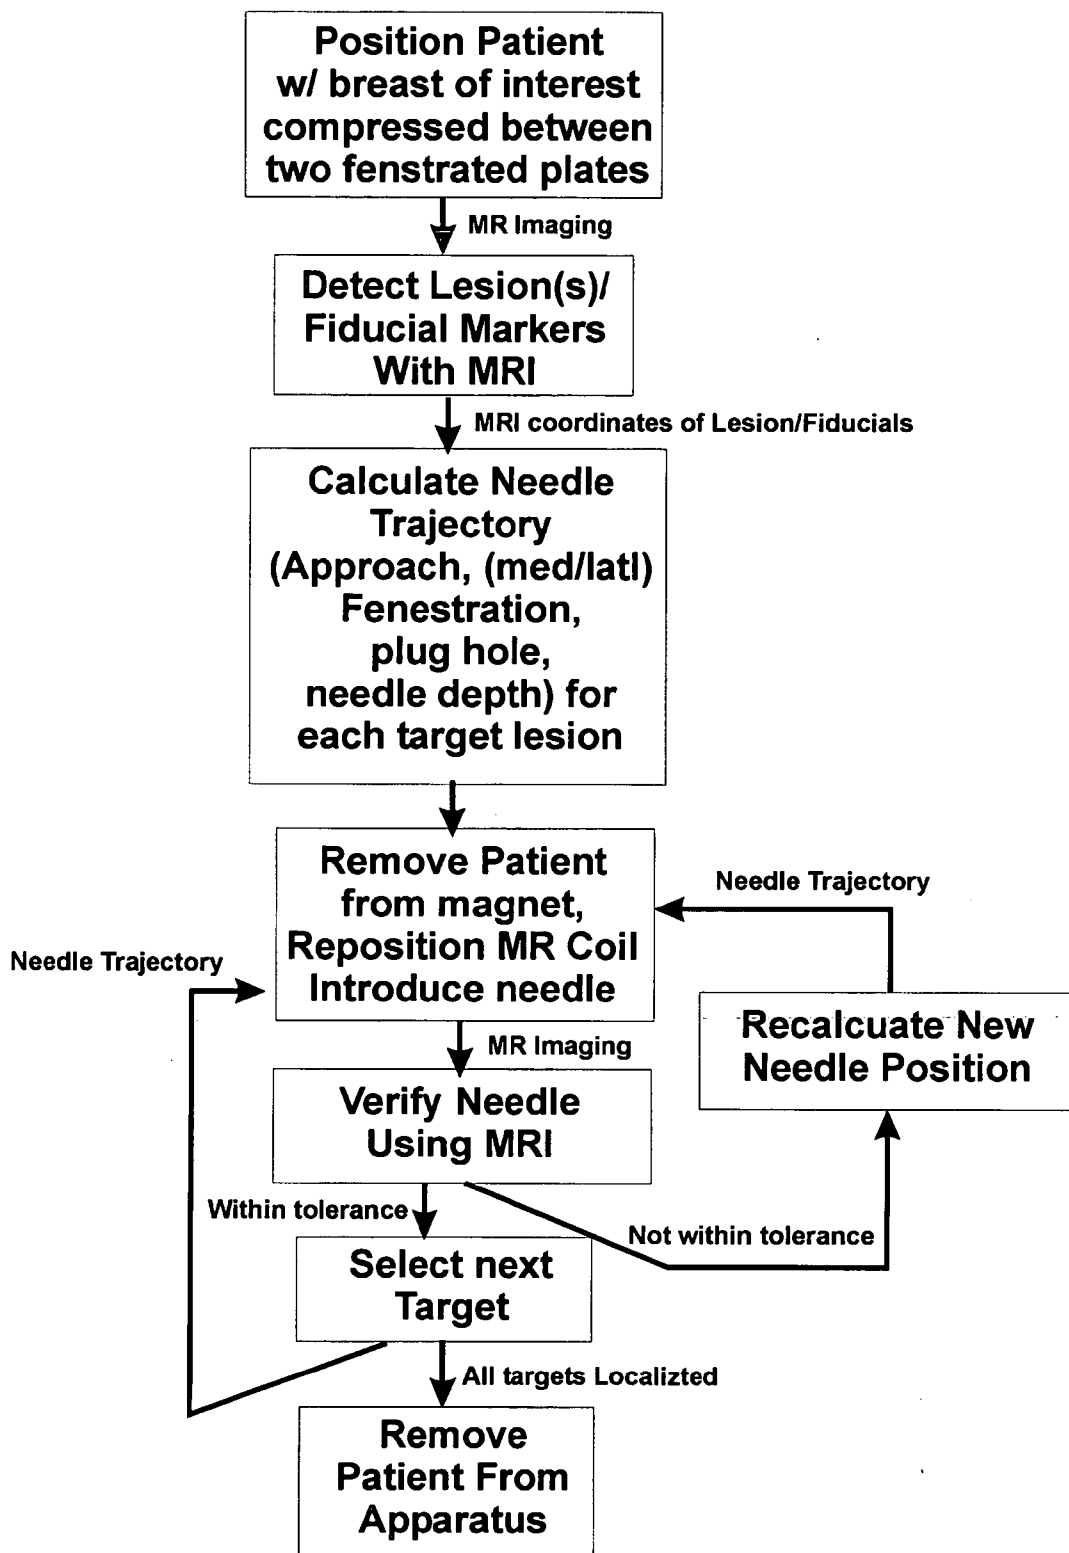 Position Patient
w/ breast of interest
compressed between
two fenstrated plates
MR Imaging
Detect Lesion(s)/
Fiducial Markers
With MRI
MRI coordinates of Lesion/Fiducials
Calculate Needle
Trajectory
(Approach, (med/latl)
Fenestration,
plug hole,
needle depth) for
each target lesion
Remove Patient
from magnet,
Reposition MR Coil
Introduce needle
Needle Trajectory
Needle Trajectory
MR Imaging
Recalcuate New
Needle Position
Verify Needle
Using MRI
Within tolerance
Not within tolerance
Select next
Target
All targets Localizted
Remove
Patient From
Apparatus